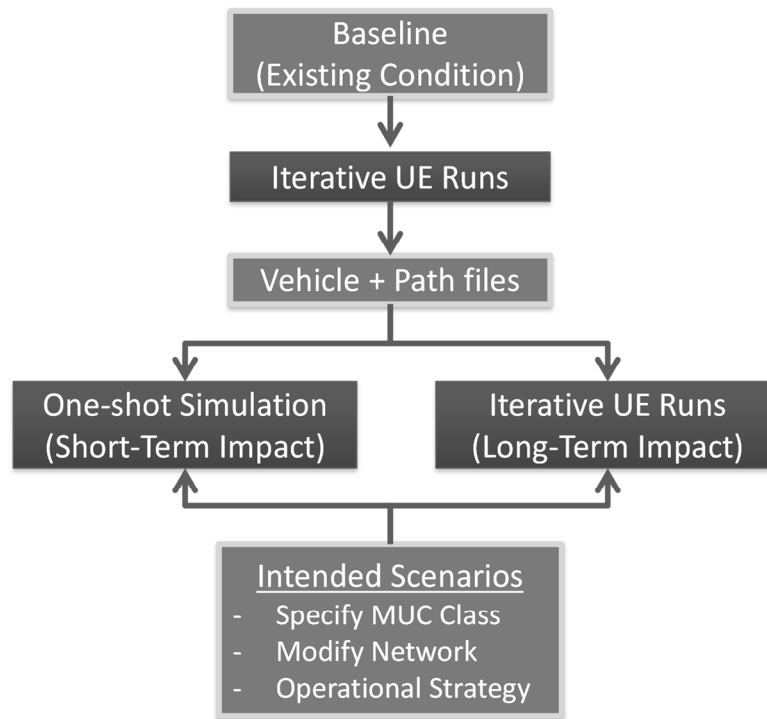 Baseline
(Existing Condition)
Iterative UE Runs
Vehicle + Path files
One-shot Simulation
(Short-Term Impact)
Iterative UE Runs
(Long-Term Impact)
Intended Scenarios
- Specify MUC Class
- Modify Network
- Operational Strategy